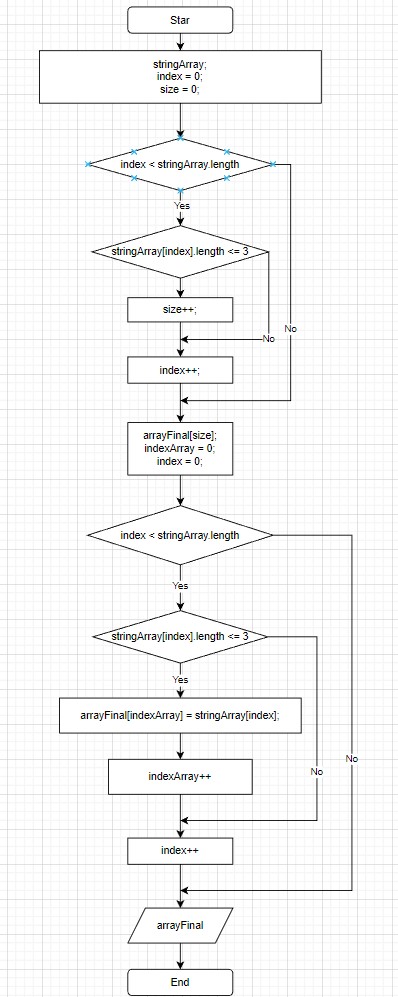 Star
stringArray;
index = 0;
size = 0;
index < stringArray.length
Yes
stringArray[index].length <= 3
size++;
No
No
index++;
arrayFinal[size];
indexArray = 0;
index = 0;
index < stringArray.length
Yes
stringArray[index].length <= 3
Yes
arrayFinal[indexArray] = stringArray[index];
No
No
indexArray++
index++
arrayFinal
End